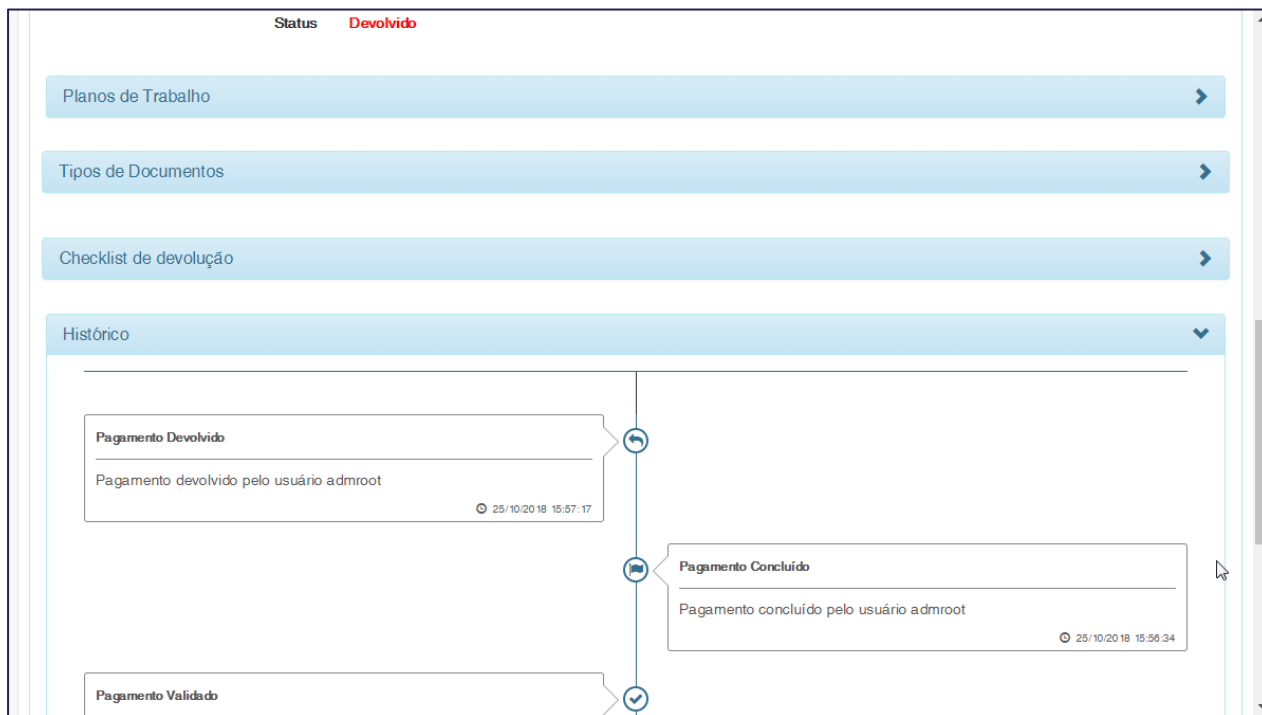 Status Devolvido
Planos de Trabalho
Tipos de Documentos
Checklist de devolução
Histórico
Pagamento Devolvido
Pagamento devolvido pelo usuário admroot
25/10/2018 15:57:17
Pagamento Concluído
Pagamento concluído pelo usuário admroot
25/10/2018 15:56:34
Pagamento Validado